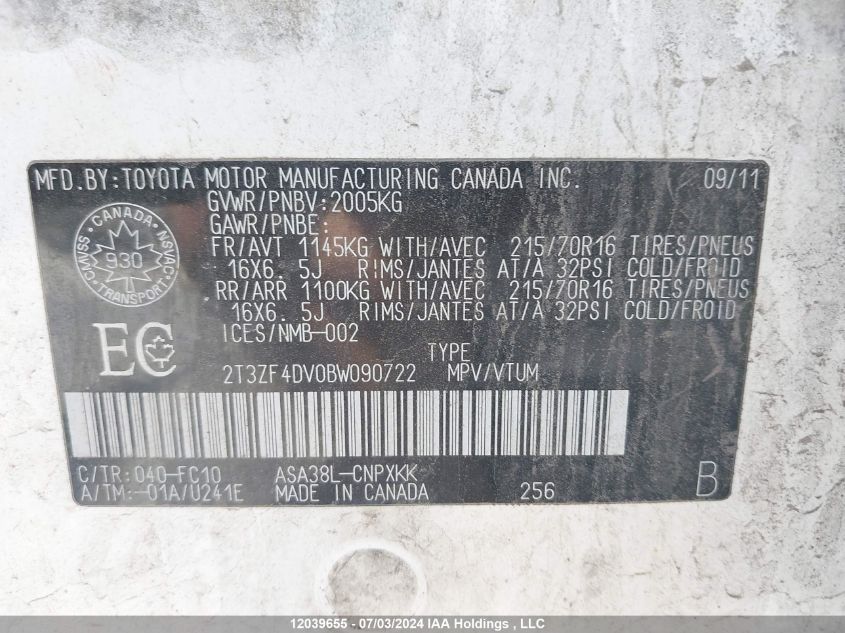 MFD.BY:TOYOTA MOTOR MANUFACTURING CANADA INC. 09/11
GVWR/PNBV:2005KG
GAWR/PNBE:
FR/AVT 1145KG WITH/AVEC 215/70R16 TIRES/PNEUS
16X6.5J RIMS/JANTES AT/A 32PSI COLD/FROID
RR/ARR 1100KG WITH/AVEC 215/70R16 TIRES/PNEUS
16X6.5J RIMS/JANTES AT/A 32PSI COLD/FROID
ICES/NMB-002
CANADA
CMVSS 930 NSVAC
TRANSPORT
EC
TYPE
2T3ZF4DV0BW090722 MPV/VTUM
C/TR:040-FC10 ASA38L-CNPXKK
A/TM:-01A/U241E MADE IN CANADA 256 B
12039655 - 07/03/2024 IAA Holdings , LLC